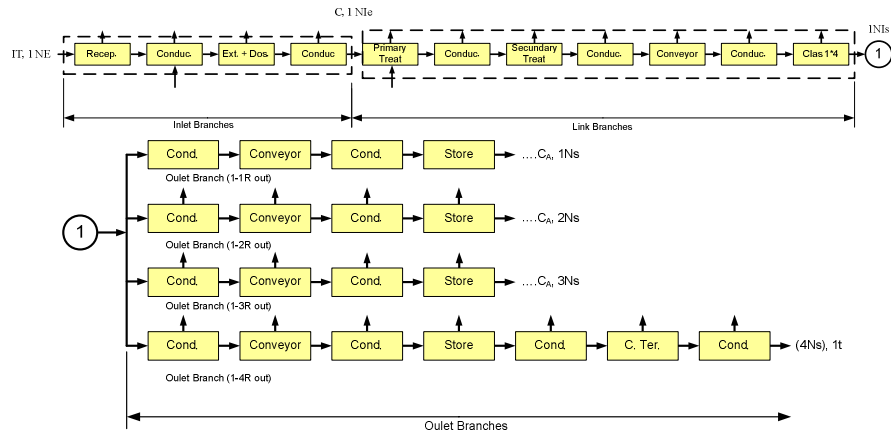 C, 1 NIe
IT, 1 NE
Recep.
Conduc.
Ext. + Dos.
Conduc
Primary
Treat
Conduc.
Secundary
Treat
Conduc.
Conveyor
Conduc.
Clas 1*4
1NIs
1
Inlet Branches
Link Branches
Cond.
Conveyor
Cond.
Store
....CA, 1Ns
Oulet Branch (1-1R out)
1
Cond.
Conveyor
Cond.
Store
....CA, 2Ns
Oulet Branch (1-2R out)
Cond.
Conveyor
Cond.
Store
....CA, 3Ns
Oulet Branch (1-3R out)
Cond.
Conveyor
Cond.
Store
Cond.
C. Ter.
Cond.
(4Ns), 1t
Oulet Branch (1-4R out)
Oulet Branches